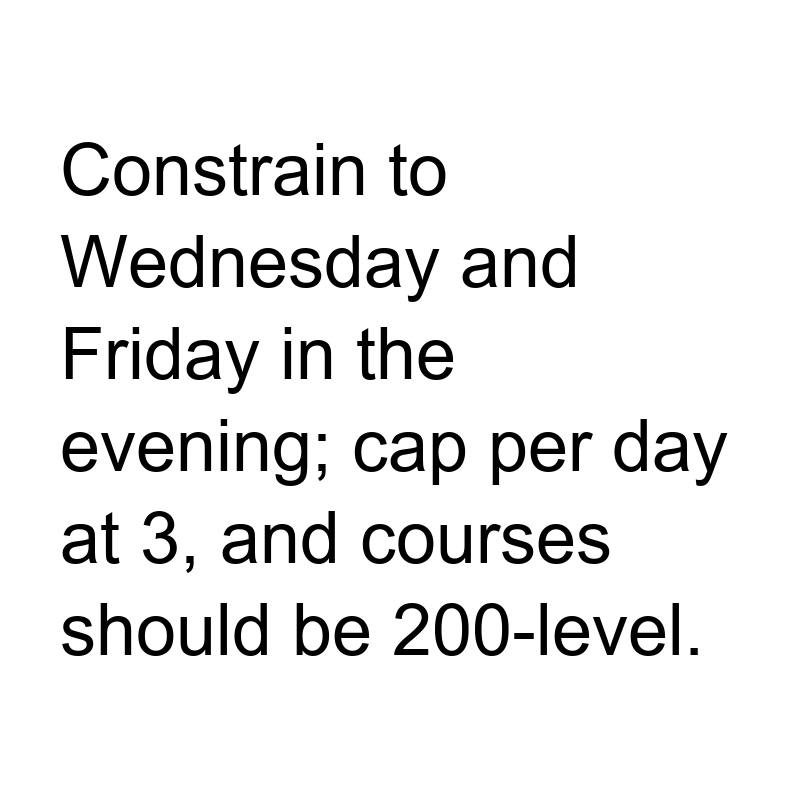 Constrain to
Wednesday and
Friday in the
evening; cap per day
at 3, and courses
should be 200-level.